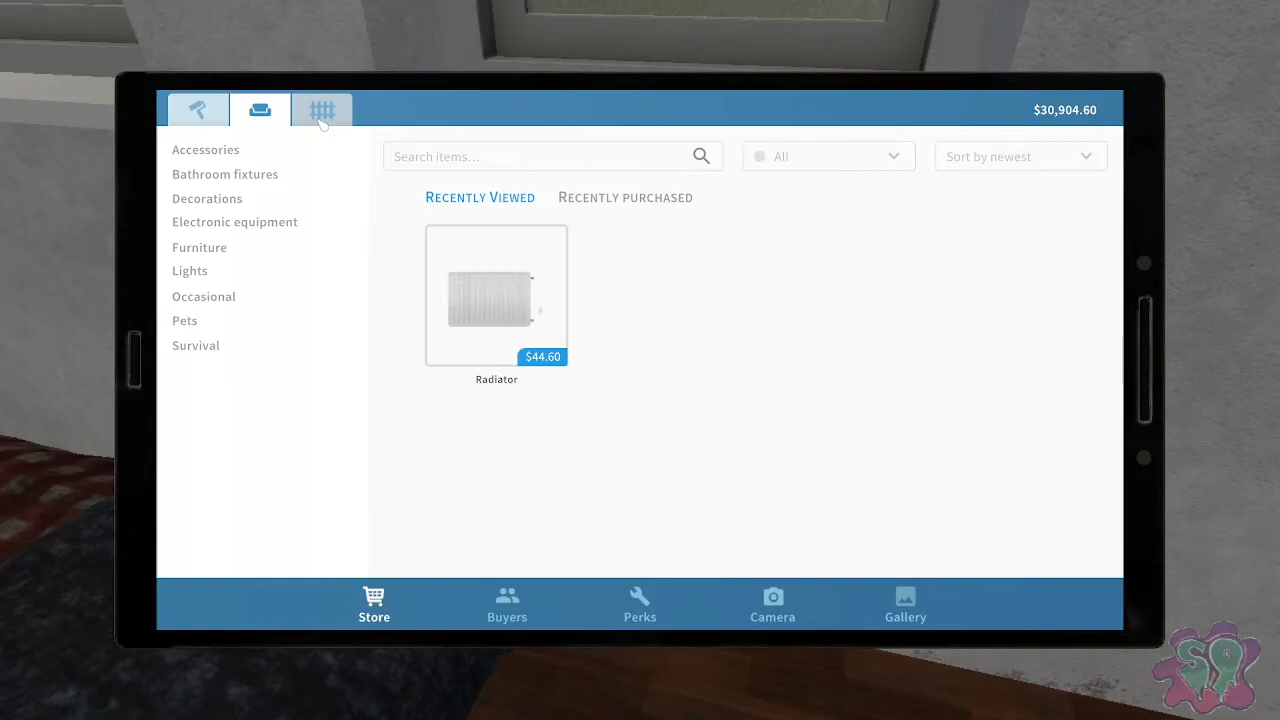 $30,904.60
Accessories
Bathroom fixtures
Decorations
Electronic equipment
Furniture
Lights
Occasional
Pets
Survival
Search items...
All
Sort by newest
RECENTLY VIEWED
RECENTLY PURCHASED
$44.60
Radiator
Store
Buyers
Perks
Camera
Gallery